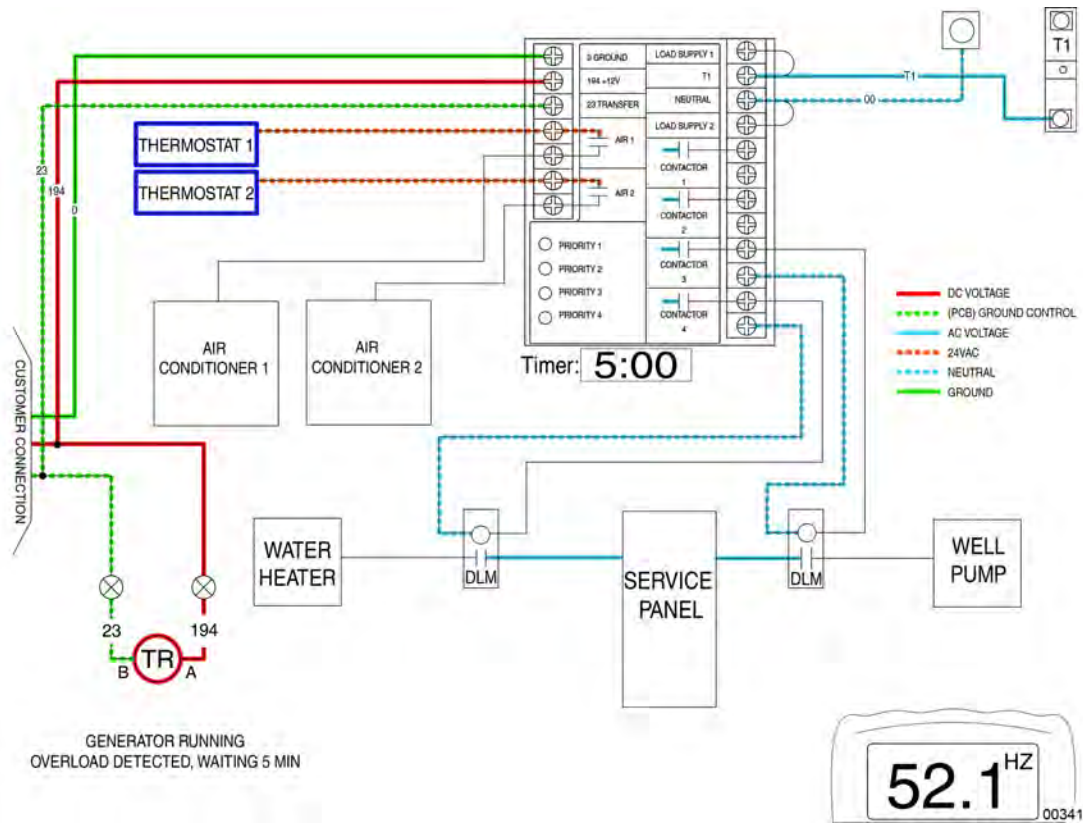 0 GROUND
LOAD SUPPLY 1
T1
194 +12V
T1
T1
23 TRANSFER
NEUTRAL
00
THERMOSTAT 1
AIR 1
LOAD SUPPLY 2
23
194
0
THERMOSTAT 2
AIR 2
CONTACTOR
1
CONTACTOR
2
PRIORITY 1
PRIORITY 2
PRIORITY 3
PRIORITY 4
CONTACTOR
3
CONTACTOR
4
AIR
CONDITIONER 1
AIR
CONDITIONER 2
Timer: 5:00
DC VOLTAGE
(PCB) GROUND CONTROL
AC VOLTAGE
24VAC
NEUTRAL
GROUND
CUSTOMER CONNECTION
WATER
HEATER
DLM
SERVICE
PANEL
DLM
WELL
PUMP
23
194
B
TR
A
GENERATOR RUNNING
OVERLOAD DETECTED, WAITING 5 MIN
52.1 HZ
00341